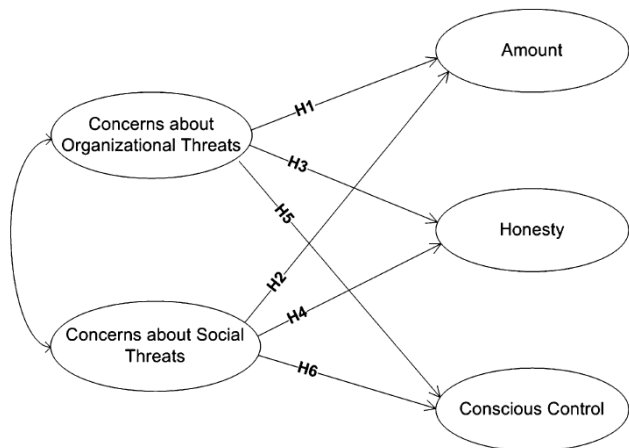 Amount
Concerns about
Organizational Threats
H1
H3
H5
Honesty
H2
H4
Concerns about Social
Threats
H6
Conscious Control